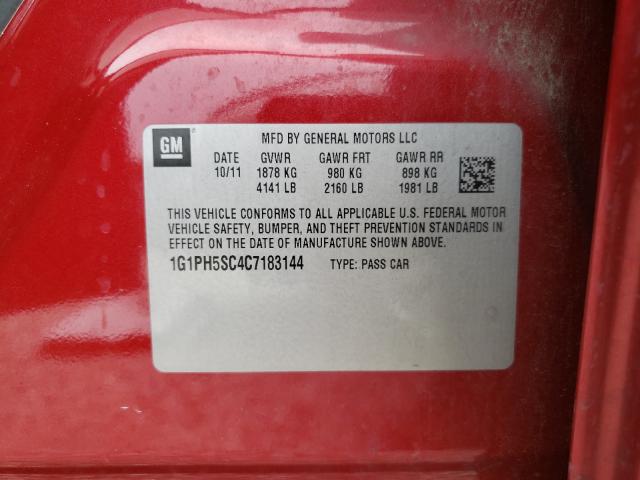 GM
MFD BY GENERAL MOTORS LLC
DATE GVWR GAWR FRT GAWR RR
10/11 1878 KG 980 KG 898 KG
4141 LB 2160 LB 1981 LB
THIS VEHICLE CONFORMS TO ALL APPLICABLE U.S. FEDERAL MOTOR
VEHICLE SAFETY, BUMPER, AND THEFT PREVENTION STANDARDS IN
EFFECT ON THE DATE OF MANUFACTURE SHOWN ABOVE.
1G1PH5SC4C7183144 TYPE: PASS CAR